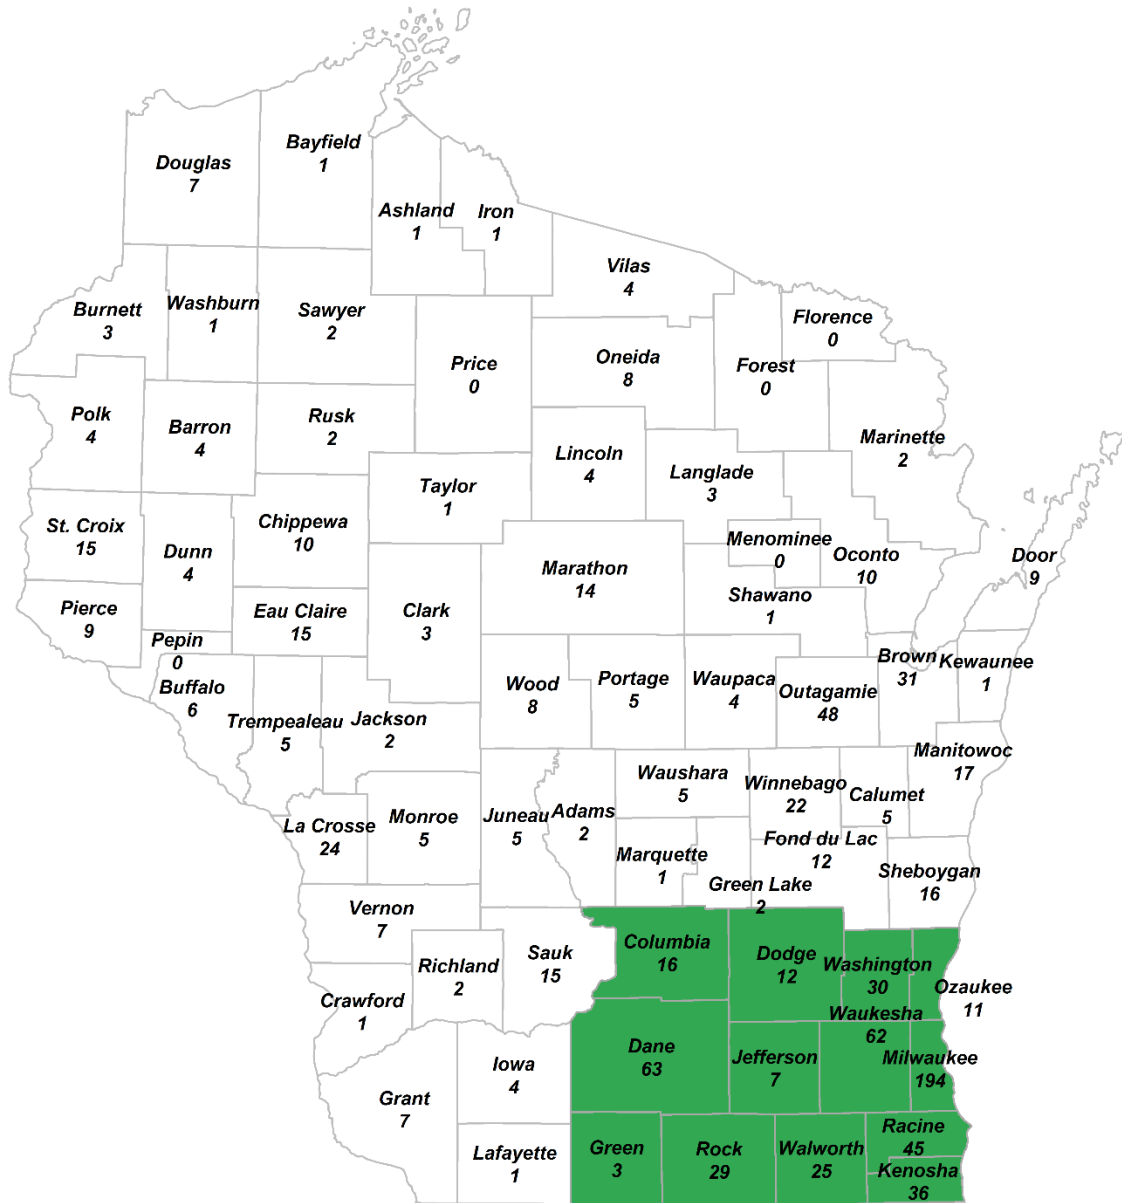 Douglas
7
Bayfield
1
Ashland
1
Iron
1
Vilas
4
Burnett
3
Washburn
1
Sawyer
2
Price
0
Oneida
8
Forest
0
Florence
0
Polk
4
Barron
4
Rusk
2
Taylor
1
Lincoln
4
Langlade
3
Marinette
2
St. Croix
15
Dunn
4
Chippewa
10
Marathon
14
Menominee
0
Oconto
10
Door
9
Shawano
1
Pierce
9
Pepin
0
Eau Claire
15
Clark
3
Buffalo
6
Trempealeau
5
Jackson
2
Wood
8
Portage
5
Waupaca
4
Outagamie
48
Brown
31
Kewaunee
1
Manitowoc
17
La Crosse
24
Monroe
5
Juneau
5
Adams
2
Waushara
5
Winnebago
22
Calumet
5
Marquette
1
Green Lake
2
Fond du Lac
12
Sheboygan
16
Vernon
7
Richland
2
Sauk
15
Columbia
16
Dodge
12
Washington
30
Ozaukee
11
Crawford
1
Grant
7
Iowa
4
Dane
63
Jefferson
7
Waukesha
62
Milwaukee
194
Lafayette
1
Green
3
Rock
29
Walworth
25
Racine
45
Kenosha
36